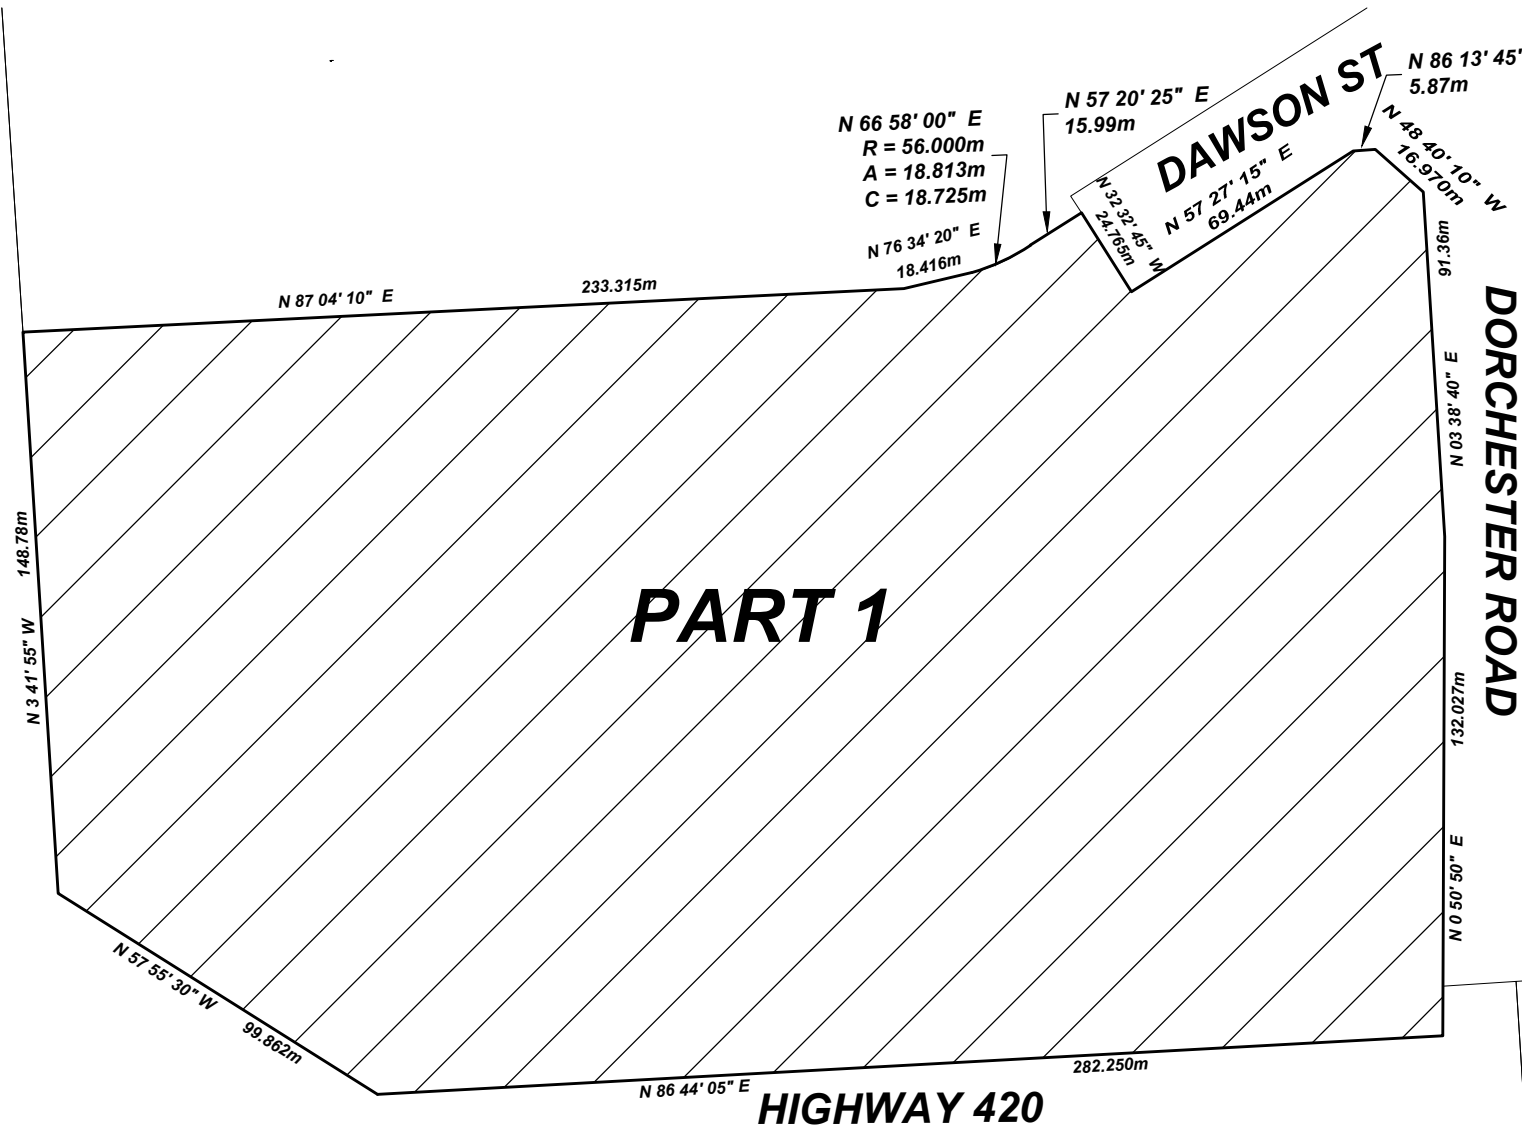 N 86 13' 45'
5.87m
DAWSON ST
N 57 20' 25" E
15.99m
N 66 58' 00" E
R = 56.000m
A = 18.813m
C = 18.725m
N 48 40' 10" W
16.970m
N 57 27' 15" E
69.44m
N 32 32' 45" W
24.765m
N 76 34' 20" E
18.416m
N 87 04' 10" E 233.315m
91.36m
N 03 38' 40" E
DORCHESTER ROAD
148.78m
N 3 41' 55" W
PART 1
132.027m
N 0 50' 50" E
N 57 55' 30" W
99.862m
N 86 44' 05" E 282.250m
HIGHWAY 420